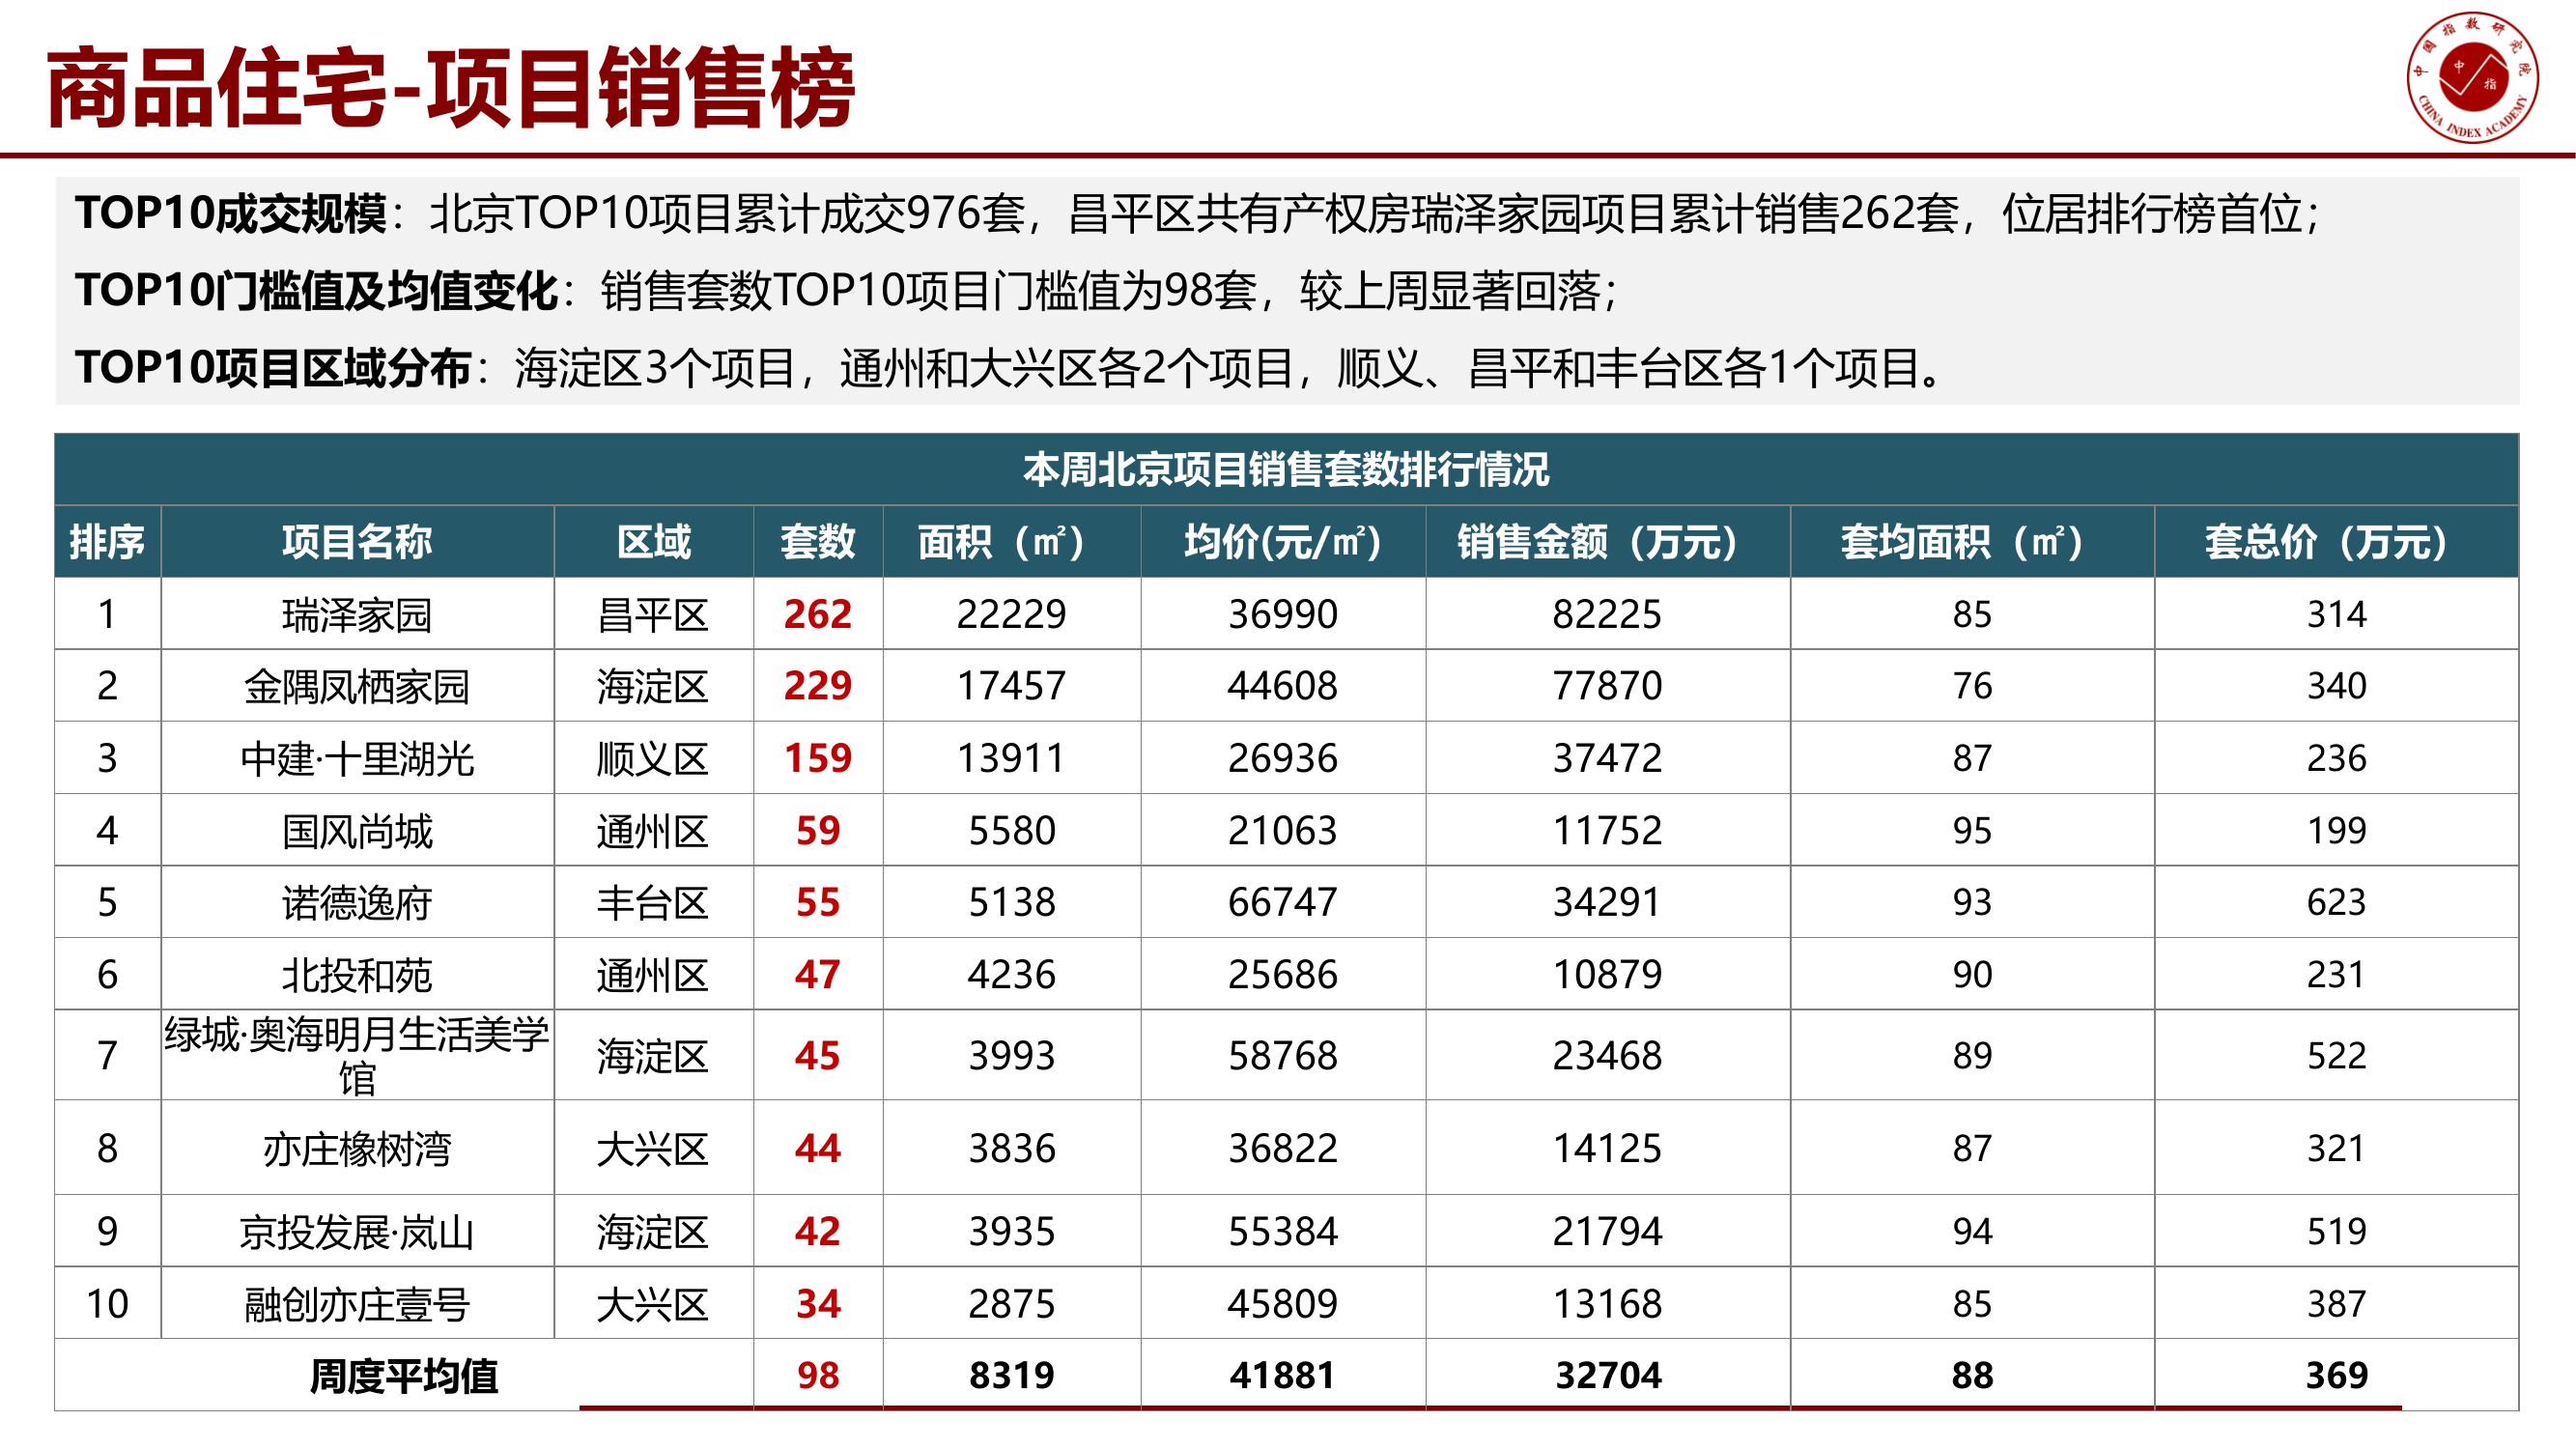 商品住宅-项目销售榜
中国指数研究院
中指
CHINA INDEX ACADEMY
TOP10成交规模：北京TOP10项目累计成交976套，昌平区共有产权房瑞泽家园项目累计销售262套，位居排行榜首位；
TOP10门槛值及均值变化：销售套数TOP10项目门槛值为98套，较上周显著回落；
TOP10项目区域分布：海淀区3个项目，通州和大兴区各2个项目，顺义、昌平和丰台区各1个项目。
本周北京项目销售套数排行情况
排序 项目名称 区域 套数 面积（㎡） 均价(元/㎡) 销售金额（万元） 套均面积（㎡） 套总价（万元）
1 瑞泽家园 昌平区 262 22229 36990 82225 85 314
2 金隅凤栖家园 海淀区 229 17457 44608 77870 76 340
3 中建·十里湖光 顺义区 159 13911 26936 37472 87 236
4 国风尚城 通州区 59 5580 21063 11752 95 199
5 诺德逸府 丰台区 55 5138 66747 34291 93 623
6 北投和苑 通州区 47 4236 25686 10879 90 231
7 绿城·奥海明月生活美学
馆 海淀区 45 3993 58768 23468 89 522
8 亦庄橡树湾 大兴区 44 3836 36822 14125 87 321
9 京投发展·岚山 海淀区 42 3935 55384 21794 94 519
10 融创亦庄壹号 大兴区 34 2875 45809 13168 85 387
周度平均值 98 8319 41881 32704 88 369